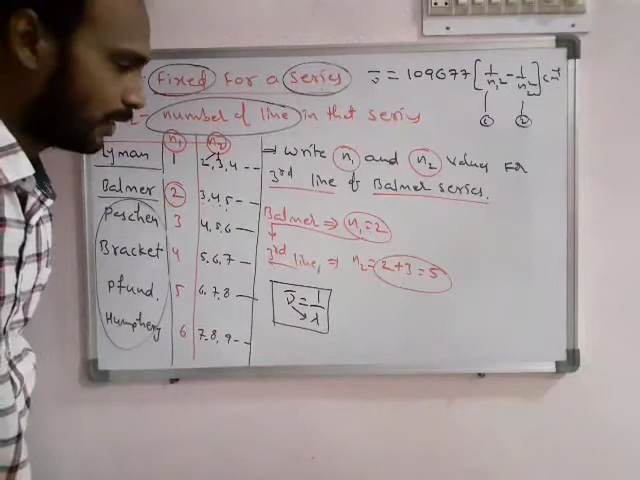 Fixed for a series
number of line in that series
ν̄ = 109677 [ 1/n₁² - 1/n₂² ] cm⁻¹
① ②
n₁ n₂
Lyman 1 2,3,4 --
Balmer 2 3,4,5 --
Paschen 3 4,5,6 --
Bracket 4 5,6,7 --
Pfund. 5 6,7,8 —
Humphery 6 7,8,9 --
⇒ write n₁ and n₂ values for
3rd line of Balmer series.
Balmer ⇒ n₁=2
3rd line, ⇒ n₂= 2+3=5
ν̄ = 1/λ